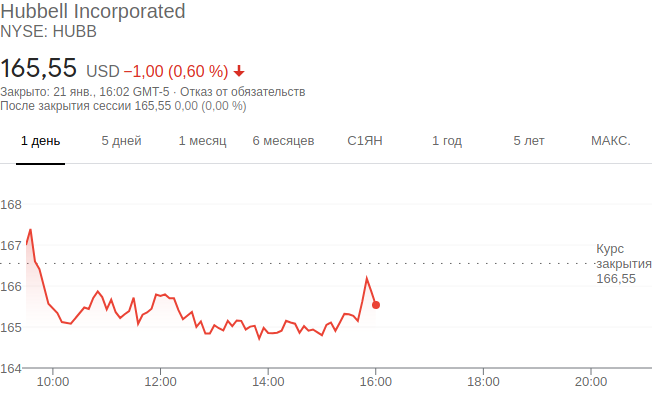 Hubbell Incorporated
NYSE: HUBB
165,55 USD −1,00 (0,60 %)
Закрыто: 21 янв., 16:02 GMT-5 · Отказ от обязательств
После закрытия сессии 165,55 0,00 (0,00 %)
1 день 5 дней 1 месяц 6 месяцев С1ЯН 1 год 5 лет МАКС.
168
167
Курс
закрытия
166,55
166
165
164
10:00 12:00 14:00 16:00 18:00 20:00